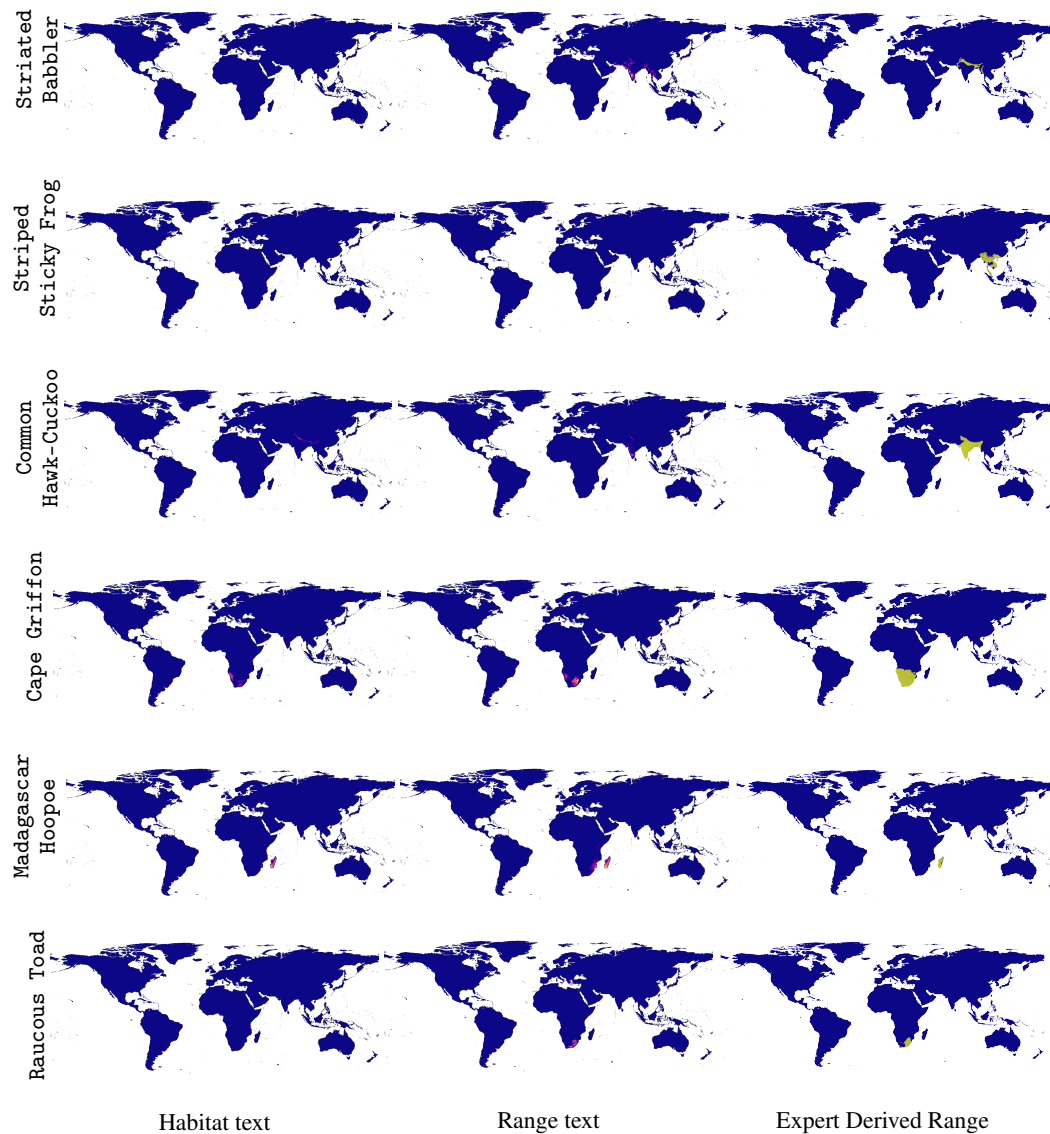 Striated
Babbler
Striped
Sticky Frog
Common
Hawk-Cuckoo
Cape Griffon
Madagascar
Hoopoe
Raucous Toad
Habitat text
Range text
Expert Derived Range